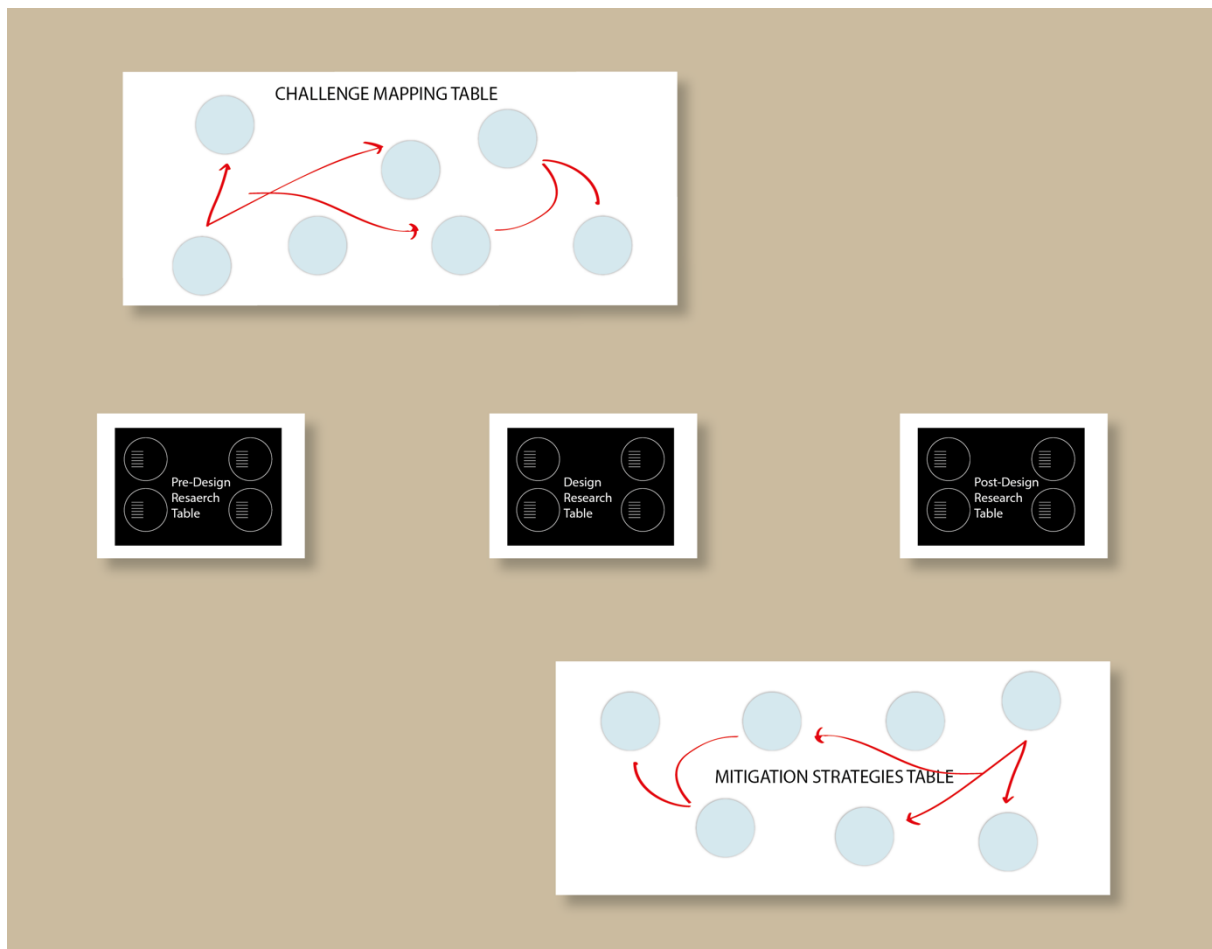 CHALLENGE MAPPING TABLE
Pre-Design
Resaerch
Table
Design
Research
Table
Post-Design
Research
Table
MITIGATION STRATEGIES TABLE